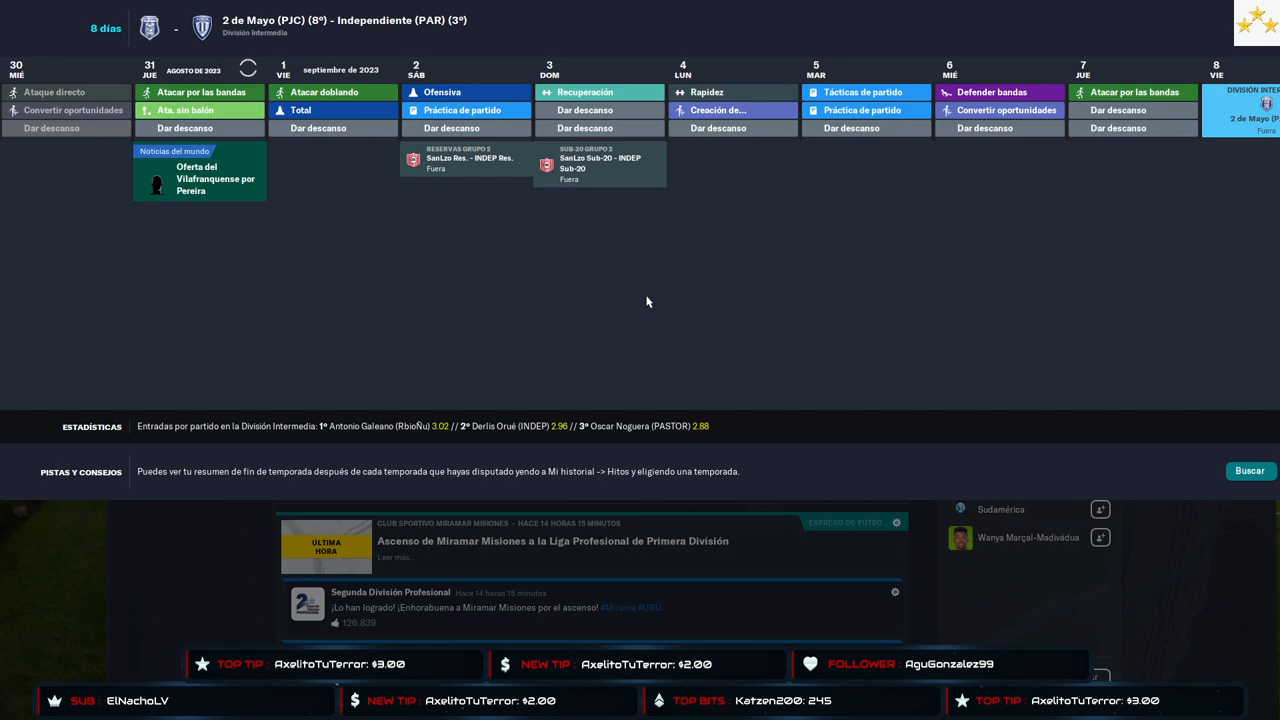 8 días
-
2 de Mayo (PJC) (8º) - Independiente (PAR) (3º)
División Intermedia
30
MIÉ
31
JUE
AGOSTO DE 2023
1
VIE
septiembre de 2023
2
SÁB
3
DOM
4
LUN
5
MAR
6
MIÉ
7
JUE
8
VIE
Ataque directo
Atacar por las bandas
Atacar doblando
Ofensiva
Recuperación
Rapidez
Tácticas de partido
Defender bandas
Atacar por las bandas
DIVISIÓN INTER
Convertir oportunidades
Ata. sin balón
Total
Práctica de partido
Dar descanso
Creación de...
Práctica de partido
Convertir oportunidades
Dar descanso
2 de Mayo (P
Fuera
Dar descanso
Dar descanso
Dar descanso
Dar descanso
Dar descanso
Dar descanso
Dar descanso
Dar descanso
Dar descanso
Noticias del mundo
Oferta del
Vilafranquense por
Pereira
RESERVAS GRUPO 2
SanLzo Res. - INDEP Res.
Fuera
SUB-20 GRUPO 2
SanLzo Sub-20 - INDEP
Sub-20
Fuera
ESTADÍSTICAS
Entradas por partido en la División Intermedia: 1º Antonio Galeano (RbioÑu) 3.02 // 2º Derlis Orué (INDEP) 2.96 // 3º Oscar Noguera (PASTOR) 2.88
PISTAS Y CONSEJOS
Puedes ver tu resumen de fin de temporada después de cada temporada que hayas disputado yendo a Mi historial -> Hitos y eligiendo una temporada.
Buscar
CLUB SPORTIVO MIRAMAR MISIONES - HACE 14 HORAS 15 MINUTOS
EXPRESO DE FÚTBO...
ÚLTIMA
HORA
Ascenso de Miramar Misiones a la Liga Profesional de Primera División
Leer más...
Segunda División Profesional Hace 14 horas 15 minutos
¡Lo han logrado! ¡Enhorabuena a Miramar Misiones por el ascenso! #Mirama #URU
126.839
Sudamérica
Wanya Marçal-Madivádua
TOP TIP : AxelitoTuTerror: $3.00
NEW TIP : AxelitoTuTerror: $2.00
FOLLOWER : AguGonzalez99
SUB : ElNachoLV
NEW TIP : AxelitoTuTerror: $2.00
TOP BITS : Katzen200: 245
TOP TIP : AxelitoTuTerror: $3.00